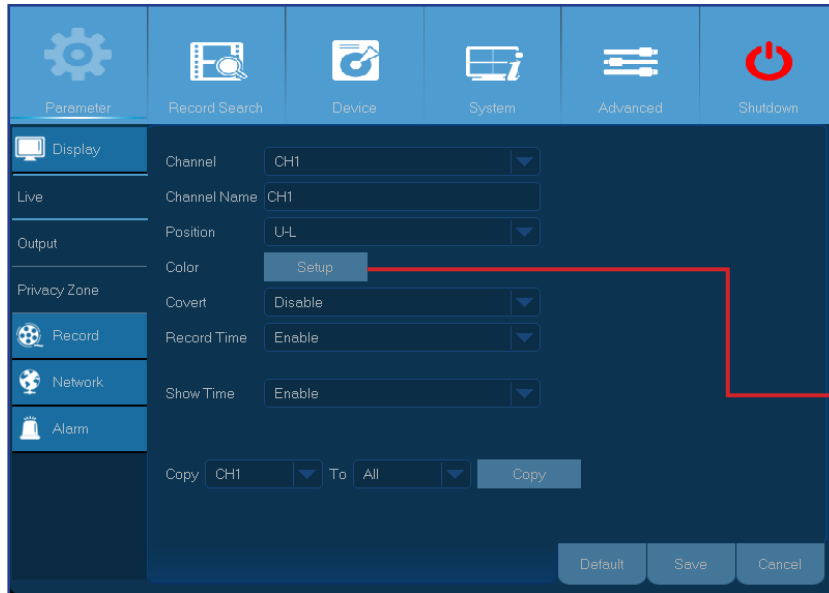 Parameter Record Search Device System Advanced Shutdown
Display
Live
Output
Privacy Zone
Record
Network
Alarm
Channel CH1
Channel Name CH1
Position U-L
Color Setup
Covert Disable
Record Time Enable
Show Time Enable
Copy CH1 To All Copy
Default Save Cancel